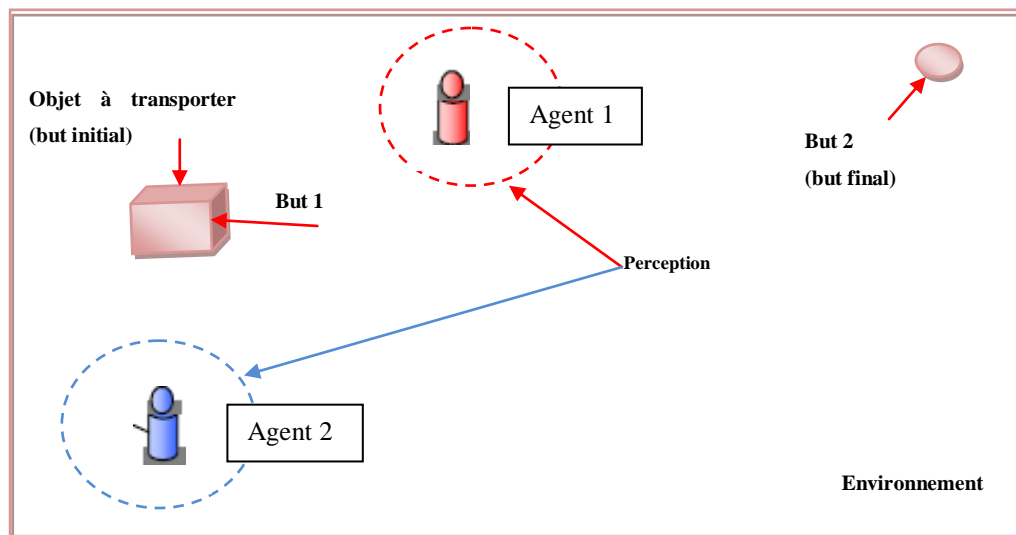 Objet à transporter
(but initial)
Agent 1
But 2
(but final)
But 1
Perception
Agent 2
Environnement